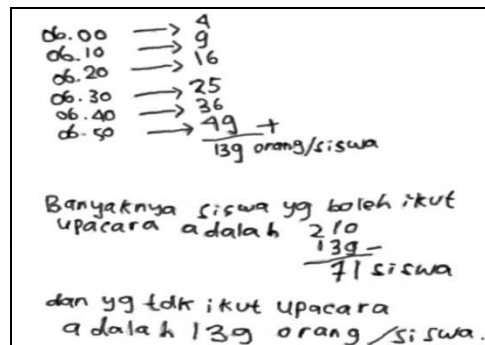 06.00 → 4
06.10 → 9
06.20 → 16
06.30 → 25
06.40 → 36
06.50 → 49 +
139 orang/siswa
Banyaknya siswa yg boleh ikut
upacara adalah 210
139 -
71 siswa
dan yg tdk ikut upacara
adalah 139 orang/siswa.